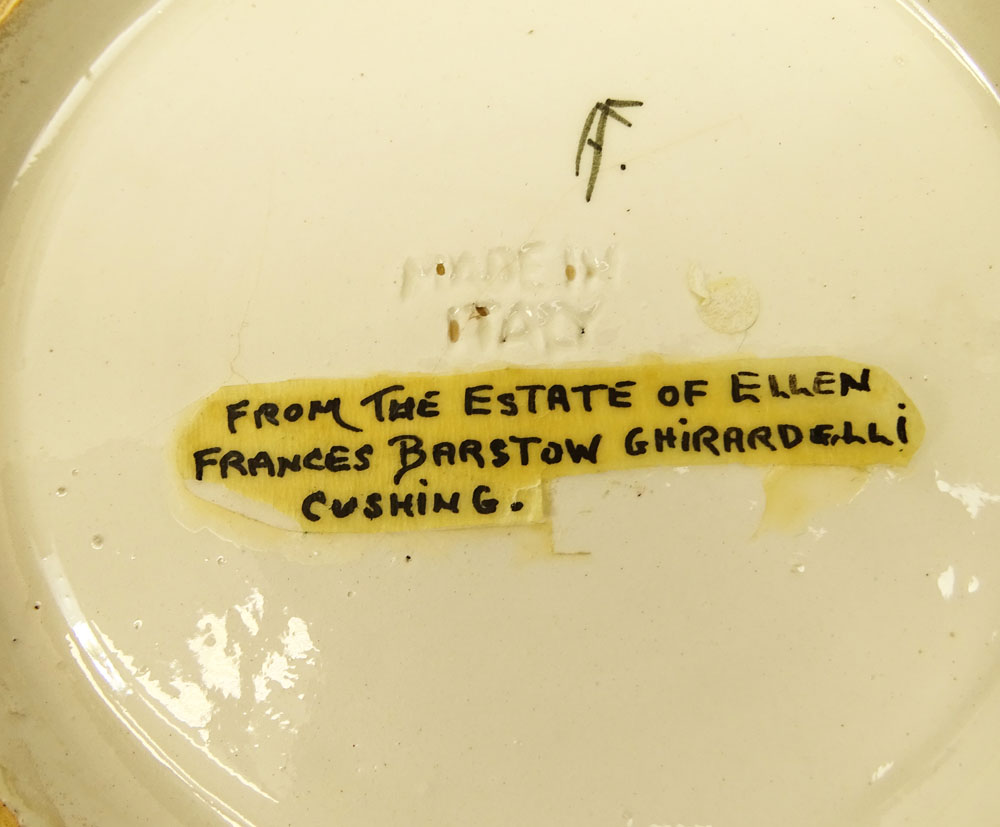 MADE IN
ITALY
FROM THE ESTATE OF ELLEN
FRANCES BARSTOW GHIRARDELLI
CUSHING.